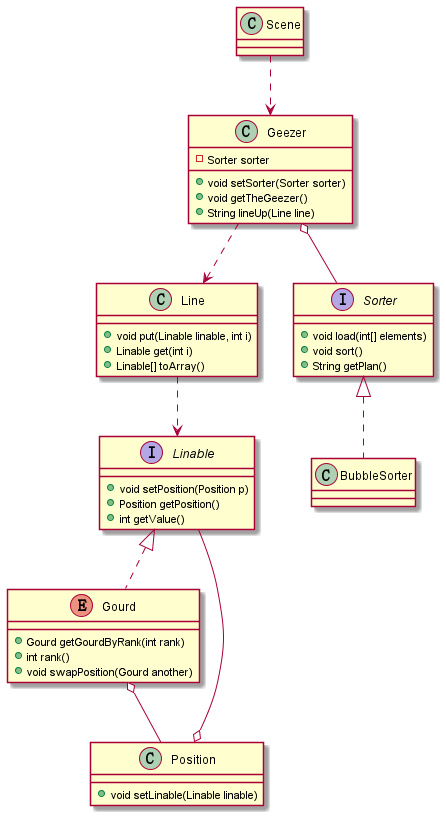 C Scene
C Geezer
Sorter sorter
void setSorter(Sorter sorter)
void getTheGeezer()
String lineUp(Line line)
C Line
void put(Linable linable, int i)
Linable get(int i)
Linable[] toArray()
I Sorter
void load(int[] elements)
void sort()
String getPlan()
I Linable
void setPosition(Position p)
Position getPosition()
int getValue()
C BubbleSorter
E Gourd
Gourd getGourdByRank(int rank)
int rank()
void swapPosition(Gourd another)
C Position
void setLinable(Linable linable)